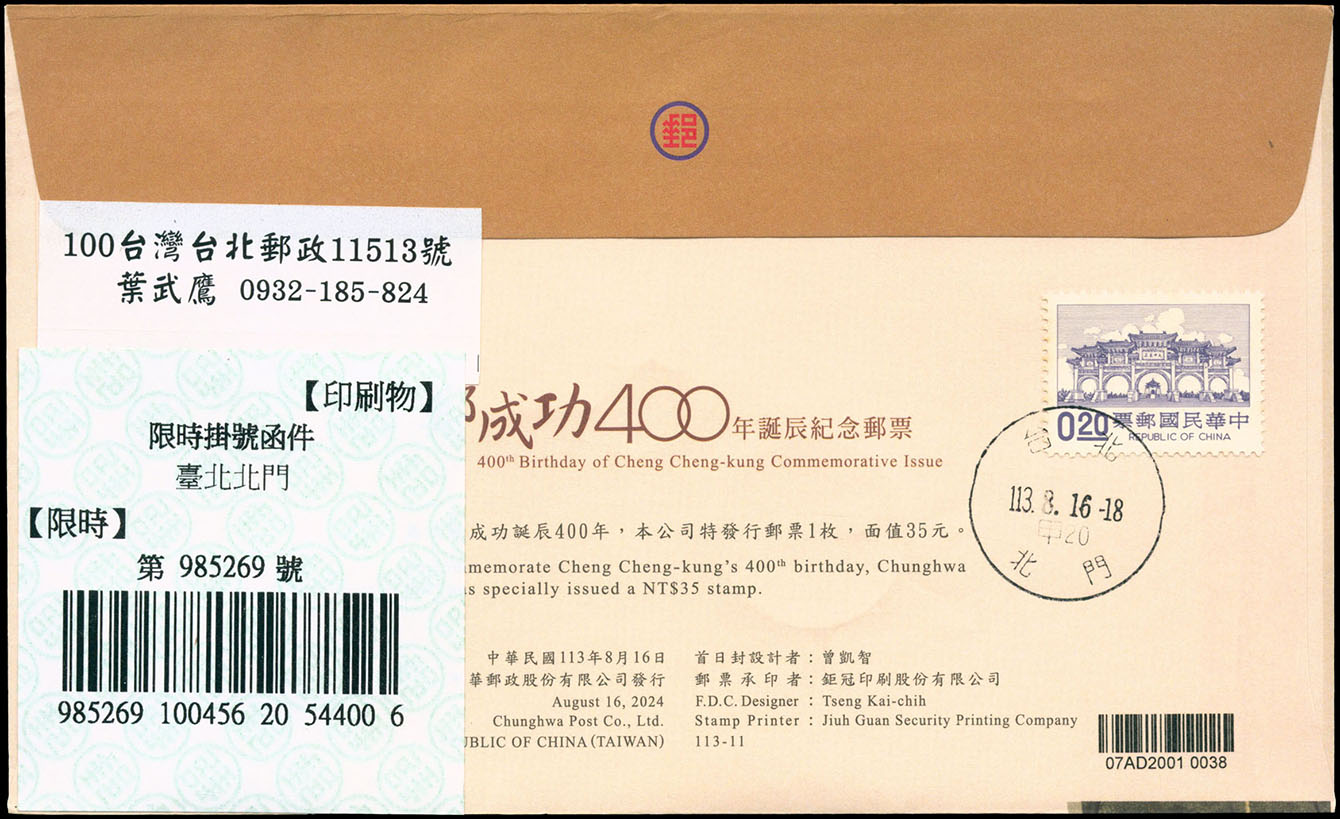 郵
100台灣台北郵政11513號
葉武鷹 0932-185-824
【印刷物】
限時掛號函件
臺北北門
【限時】
第 985269 號
985269 100456 20 54400 6
成功400年誕辰紀念郵票
400th Birthday of Cheng Cheng-kung Commemorative Issue
成功誕辰400年，本公司特發行郵票1枚，面值35元。
memorate Cheng Cheng-kung's 400th birthday, Chunghwa
s specially issued a NT$35 stamp.
中華民國113年8月16日
華郵政股份有限公司發行
August 16, 2024
Chunghwa Post Co., Ltd.
BLIC OF CHINA (TAIWAN)
首日封設計者：曾凱智
郵票承印者：鉅冠印刷股份有限公司
F.D.C. Designer : Tseng Kai-chih
Stamp Printer : Jiuh Guan Security Printing Company
113-11
0.20 票郵國民華中
REPUBLIC OF CHINA
台北
113. 8. 16 -18
甲20
北門
07AD2001 0038